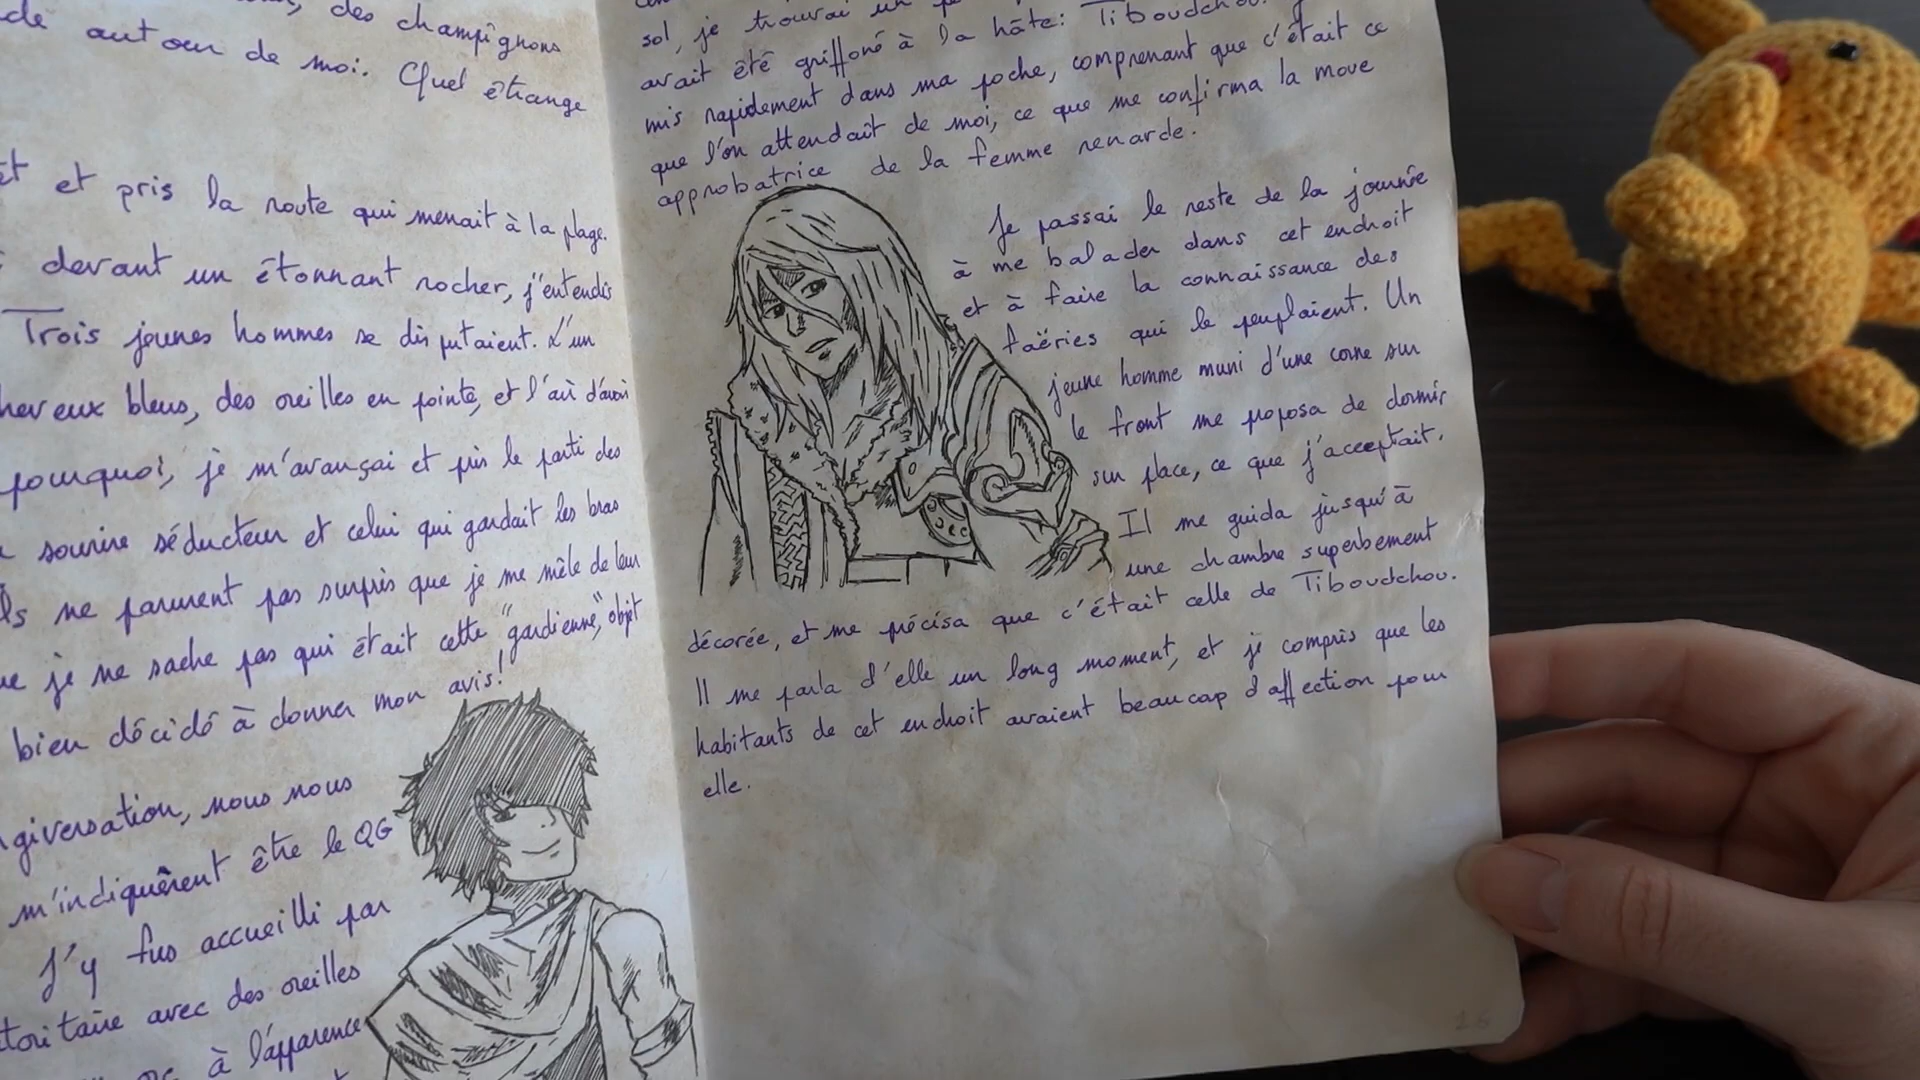 des champignons
de autour de moi. Quel étrange
et pris la route qui menait à la plage.
devant un étonnant rocher, j'entendis
Trois jeunes hommes se disputaient. L'un
cheveux bleus, des oreilles en pointe, et l'air d'avoir
pourquoi, je m'avançai et pris le parti des
sourire séducteur et celui qui gardait les bras
Ils ne parurent pas surpris que je me mêle de leur
que je ne sache pas qui était cette "gardienne", objet
bien décidé à donner mon avis!
giversation, nous nous
m'indiquèrent être le QG
J'y fus accueilli par
toritaire avec des oreilles
à l'apparence
sol, je trouvai un
avait été griffoné à la hâte: Tiboudchou.
mis rapidement dans ma poche, comprenant que c'était ce
que l'on attendait de moi, ce que me confirma la moue
approbatrice de la femme renarde.
Je passai le reste de la journée
à me balader dans cet endroit
et à faire la connaissance des
faëries qui le peuplaient. Un
jeune homme muni d'une corne sur
le front me proposa de dormir
sur place, ce que j'acceptait.
Il me guida jusqu'à
une chambre superbement
décorée, et me précisa que c'était celle de Tiboudchou.
Il me parla d'elle un long moment, et je compris que les
habitants de cet endroit avaient beaucoup d'affection pour
elle.